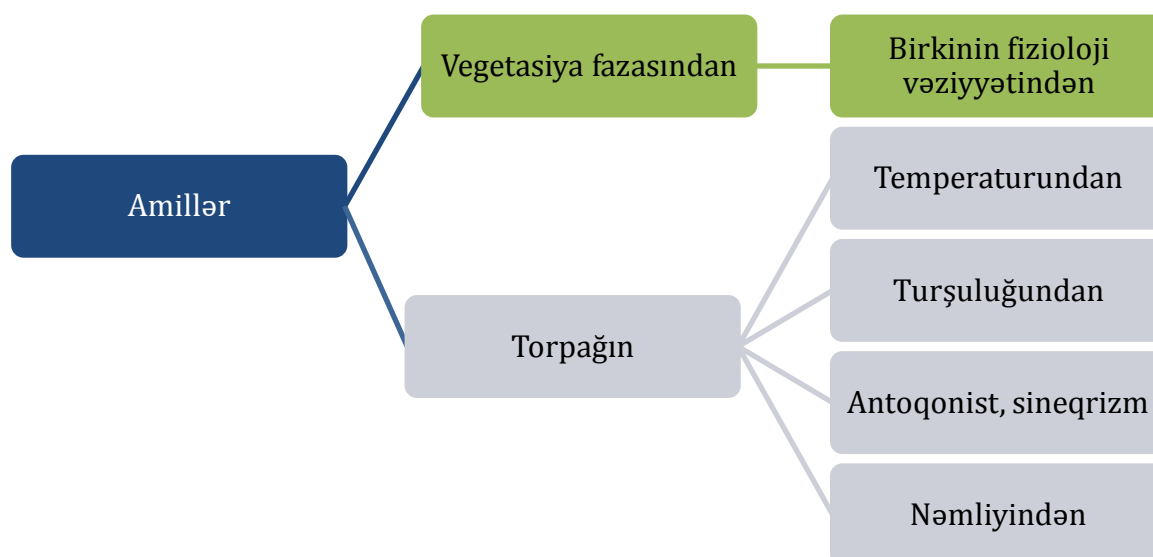 Vegetasiya fazasından
Birkinin fizioloji
vəziyyətindən
Amillər
Temperaturundan
Turşuluğundan
Torpağın
Antoqonist, sineqrizm
Nəmliyindən